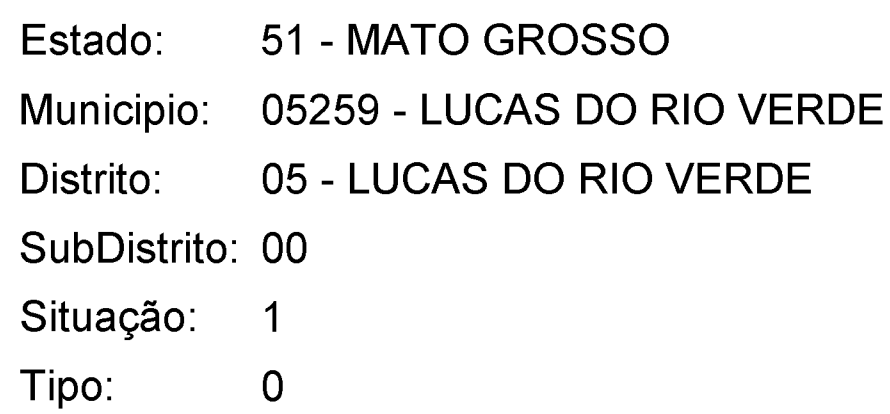 Estado: 51 - MATO GROSSO
Municipio: 05259 - LUCAS DO RIO VERDE
Distrito: 05 - LUCAS DO RIO VERDE
SubDistrito: 00
Situação: 1
Tipo: 0